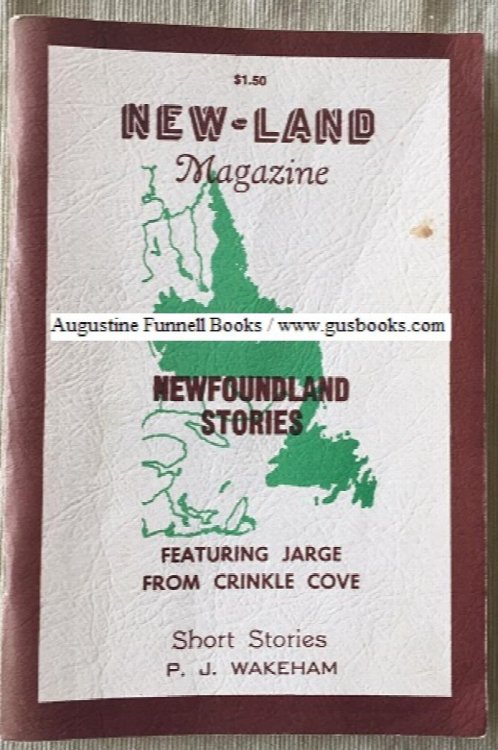 $1.50
NEW-LAND
Magazine
Augustine Funnell Books / www.gusbooks.com
NEWFOUNDLAND
STORIES
FEATURING JARGE
FROM CRINKLE COVE
Short Stories
P. J. WAKEHAM